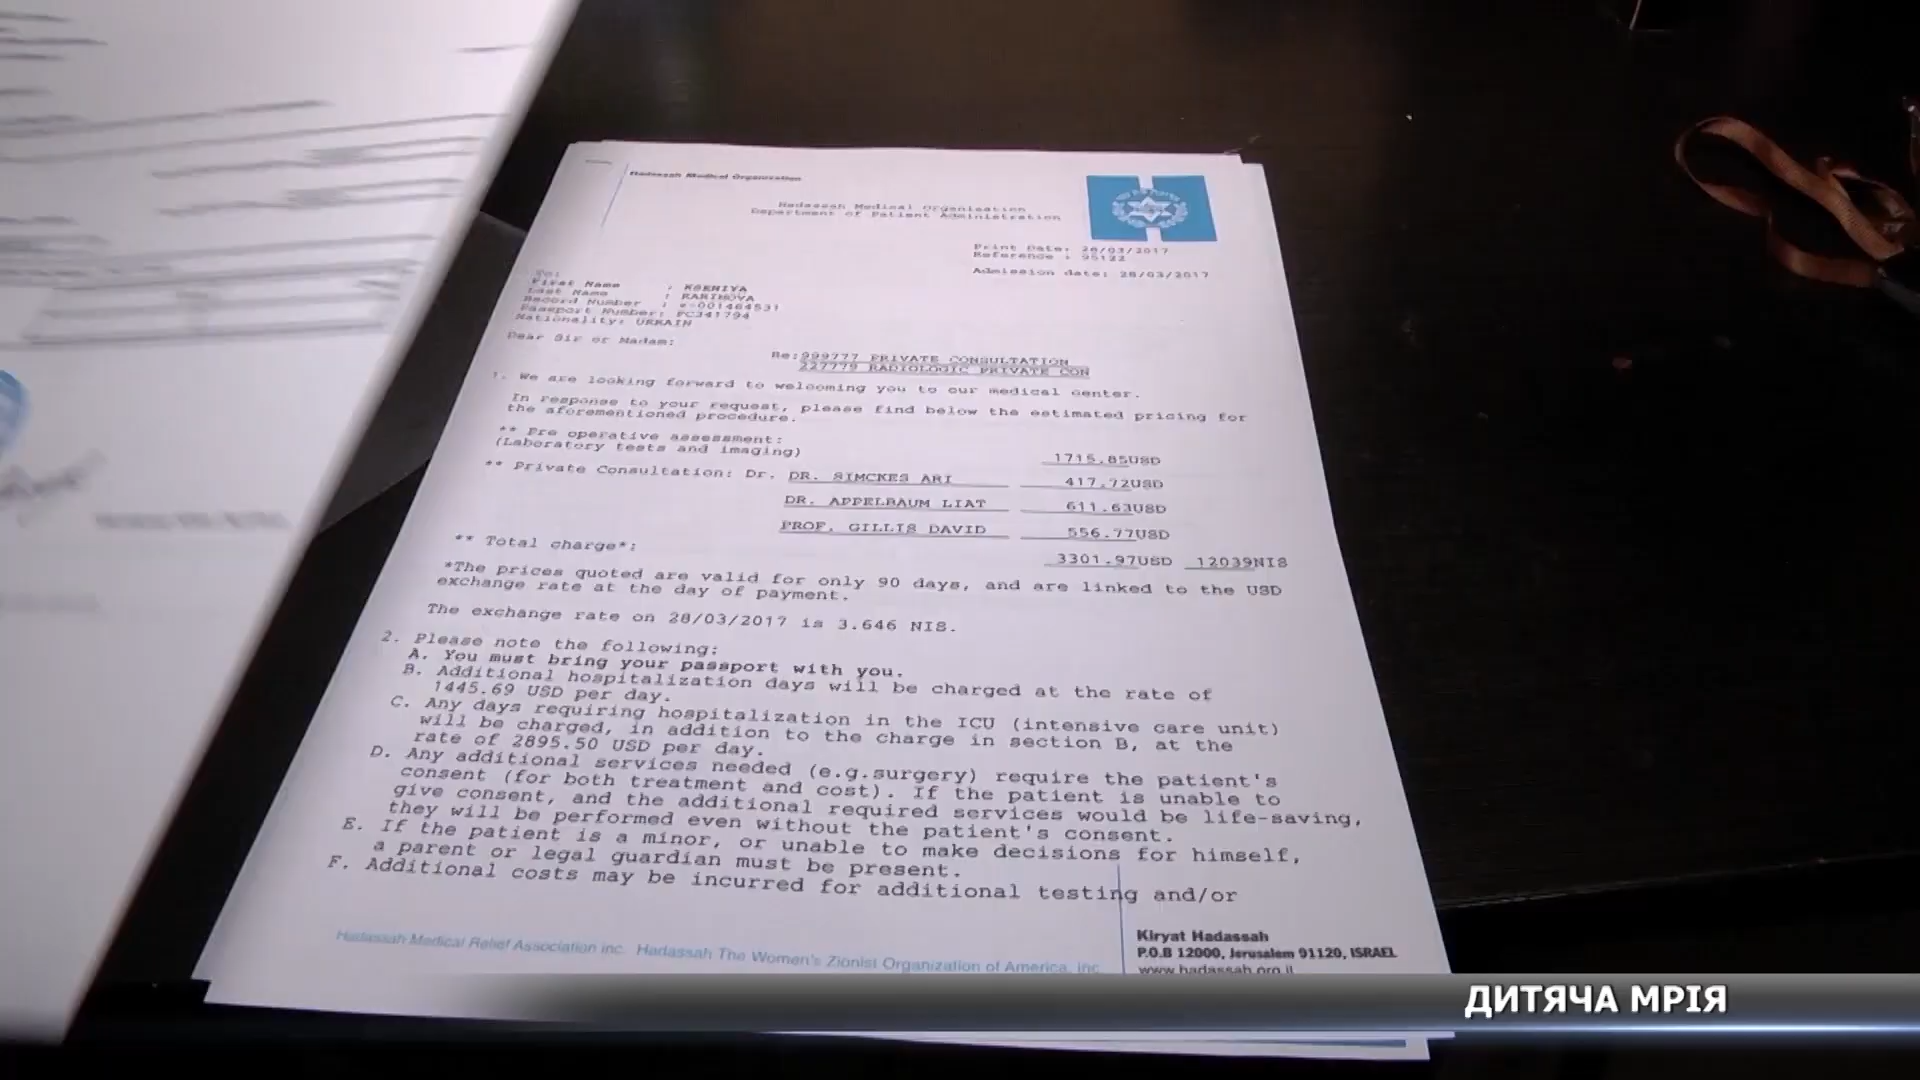 Hadassah Medical Organization
Hadassah Medical Organization
Department of Patient Administration
Print Date: 28/03/2017
Reference : 95122
Admission date: 28/03/2017
To:
First Name : KSENIYA
Last Name : KARIMOVA
Record Number : e-001464531
Passport Number: PC341794
Nationality: UKRAIN
Dear Sir or Madam:
Re:999777 PRIVATE CONSULTATION
227779 RADIOLOGIC PRIVATE CON
1. We are looking forward to welcoming you to our medical center.
In response to your request, please find below the estimated pricing for
the aforementioned procedure.
** Pre operative assessment:
(Laboratory tests and imaging) 1715.85USD
** Private Consultation: Dr. DR. SIMCKES ARI 417.72USD
DR. APPELBAUM LIAT 611.63USD
PROF. GILLIS DAVID 556.77USD
** Total charge*: 3301.97USD 12039NIS
*The prices quoted are valid for only 90 days, and are linked to the USD
exchange rate at the day of payment.
The exchange rate on 28/03/2017 is 3.646 NIS.
2. Please note the following:
A. You must bring your passport with you.
B. Additional hospitalization days will be charged at the rate of
1445.69 USD per day.
C. Any days requiring hospitalization in the ICU (intensive care unit)
will be charged, in addition to the charge in section B, at the
rate of 2895.50 USD per day.
D. Any additional services needed (e.g.surgery) require the patient's
consent (for both treatment and cost). If the patient is unable to
give consent, and the additional required services would be life-saving,
they will be performed even without the patient's consent.
E. If the patient is a minor, or unable to make decisions for himself,
a parent or legal guardian must be present.
F. Additional costs may be incurred for additional testing and/or
Hadassah Medical Relief Association inc. Hadassah The Women's Zionist Organization of America, inc.
Kiryat Hadassah
P.O.B 12000, Jerusalem 91120, ISRAEL
www.hadassah.org.il
ДИТЯЧА МРІЯ